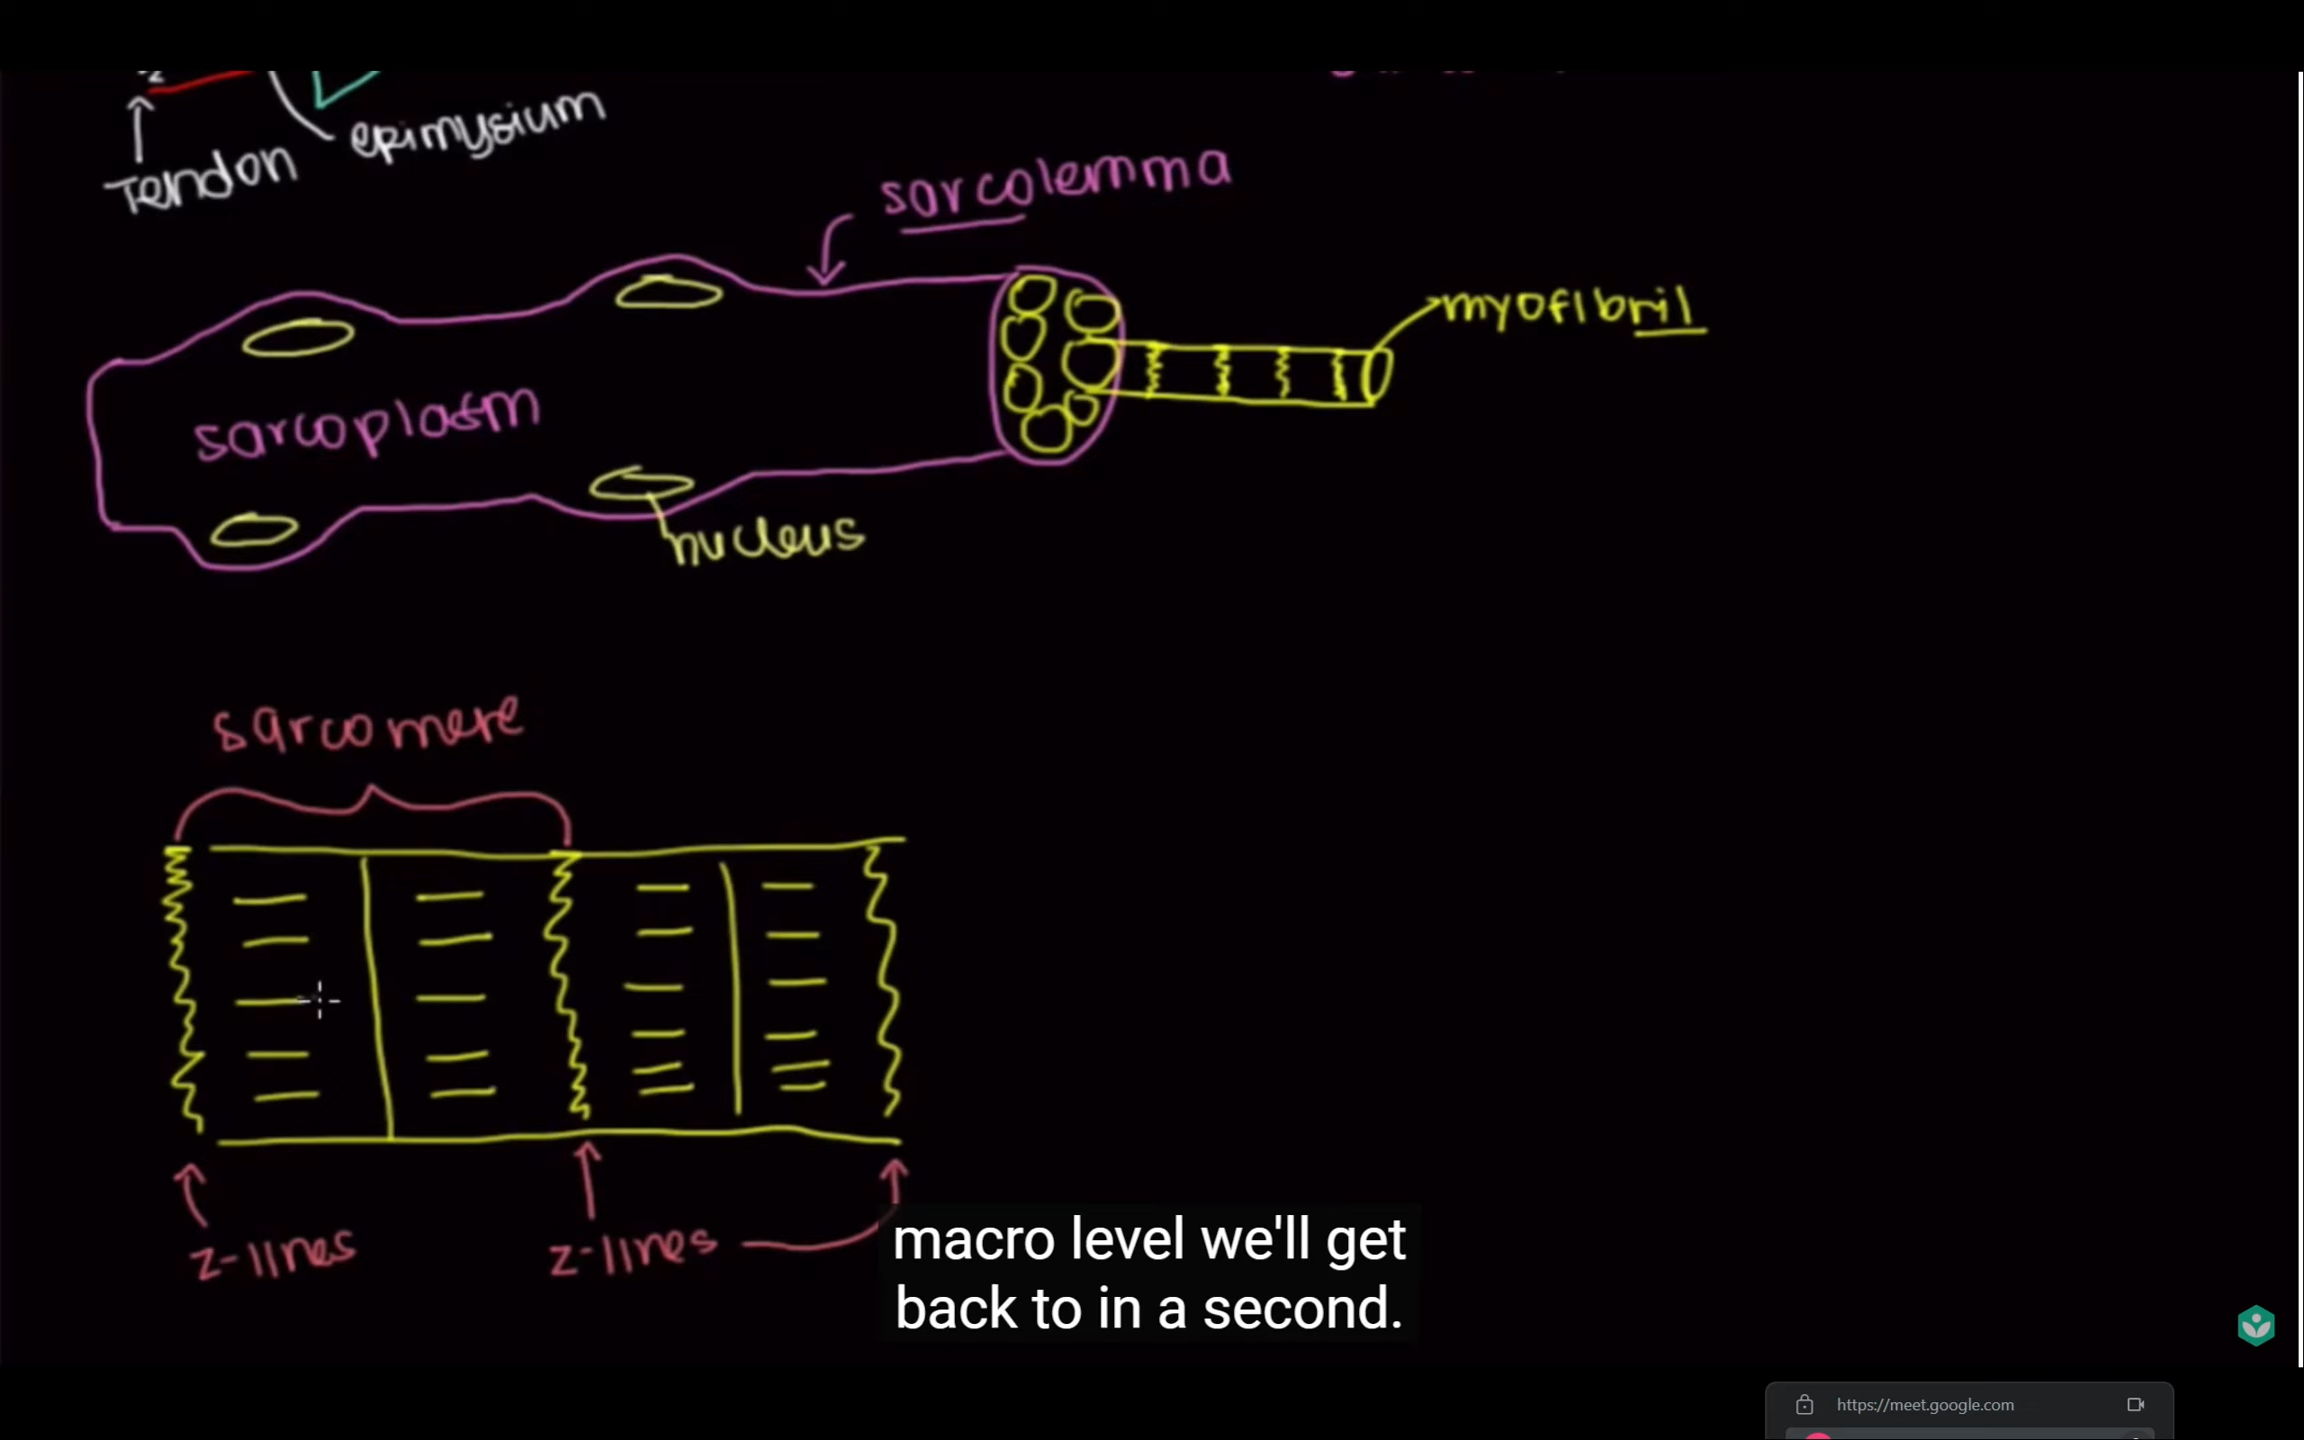 Tendon
epimysium
sarcolemma
myofibril
sarcoplasm
nucleus
sarcomere
z-lines
z-lines
macro level we'll get
back to in a second.
https://meet.google.com